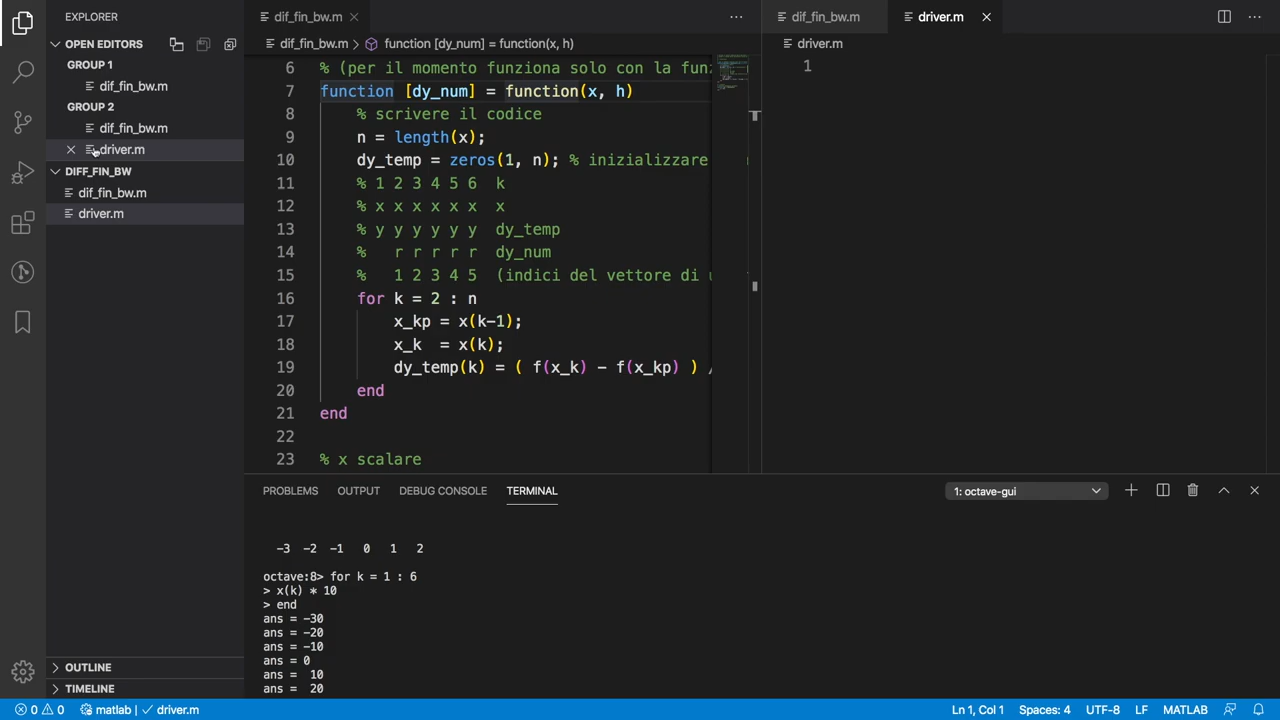 EXPLORER
OPEN EDITORS
GROUP 1
dif_fin_bw.m
GROUP 2
dif_fin_bw.m
driver.m
DIFF_FIN_BW
dif_fin_bw.m
driver.m
OUTLINE
TIMELINE
dif_fin_bw.m
dif_fin_bw.m > function [dy_num] = function(x, h)
6 % (per il momento funziona solo con la fun
7 function [dy_num] = function(x, h)
8 % scrivere il codice
9 n = length(x);
10 dy_temp = zeros(1, n); % inizializzare
11 % 1 2 3 4 5 6 k
12 % x x x x x x x
13 % y y y y y y dy_temp
14 % r r r r r dy_num
15 % 1 2 3 4 5 (indici del vettore di
16 for k = 2 : n
17 x_kp = x(k-1);
18 x_k = x(k);
19 dy_temp(k) = ( f(x_k) - f(x_kp) ) /
20 end
21 end
22
23 % x scalare
dif_fin_bw.m driver.m
driver.m
1
PROBLEMS OUTPUT DEBUG CONSOLE TERMINAL 1: octave-gui
-3 -2 -1 0 1 2
octave:8> for k = 1 : 6
> x(k) * 10
> end
ans = -30
ans = -20
ans = -10
ans = 0
ans = 10
ans = 20
0 0 matlab | driver.m Ln 1, Col 1 Spaces: 4 UTF-8 LF MATLAB